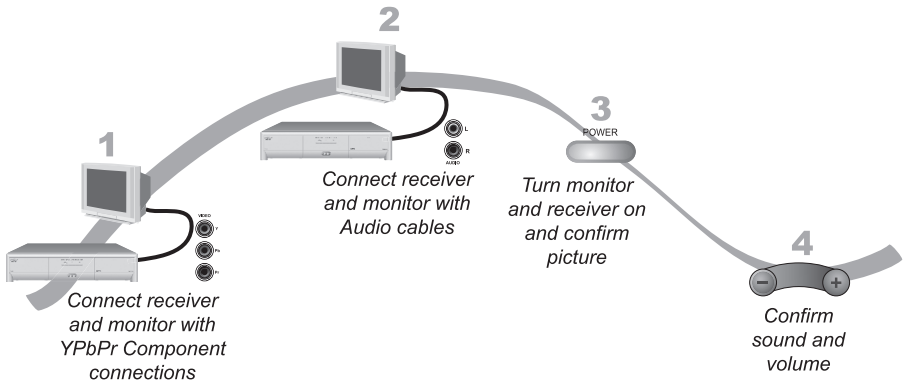 1
VIDEO
Y
Pb
Pr
Connect receiver
and monitor with
YPbPr Component
connections
2
L
R
AUDIO
Connect receiver
and monitor with
Audio cables
3
POWER
Turn monitor
and receiver on
and confirm
picture
4
Confirm
sound and
volume